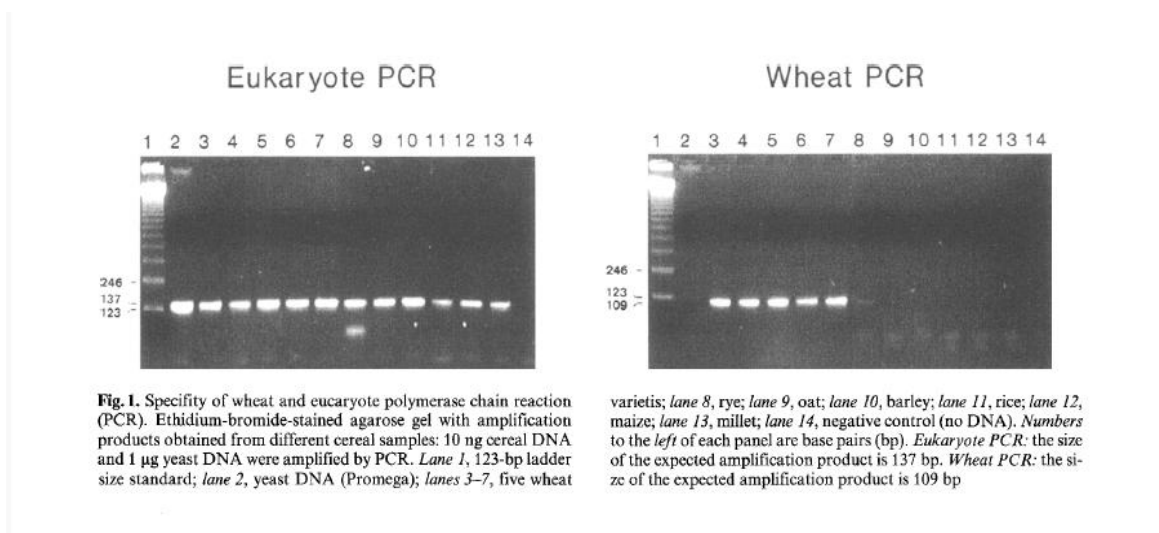 Eukaryote PCR
1 2 3 4 5 6 7 8 9 10 11 12 13 14
246
137
123
Wheat PCR
1 2 3 4 5 6 7 8 9 10 11 12 13 14
246
123
109
Fig. 1. Specifity of wheat and eucaryote polymerase chain reaction
(PCR). Ethidium-bromide-stained agarose gel with amplification
products obtained from different cereal samples: 10 ng cereal DNA
and 1 µg yeast DNA were amplified by PCR. Lane 1, 123-bp ladder
size standard; lane 2, yeast DNA (Promega); lanes 3–7, five wheat
varietis; lane 8, rye; lane 9, oat; lane 10, barley; lane 11, rice; lane 12,
maize; lane 13, millet; lane 14, negative control (no DNA). Numbers
to the left of each panel are base pairs (bp). Eukaryote PCR: the size
of the expected amplification product is 137 bp. Wheat PCR: the si-
ze of the expected amplification product is 109 bp